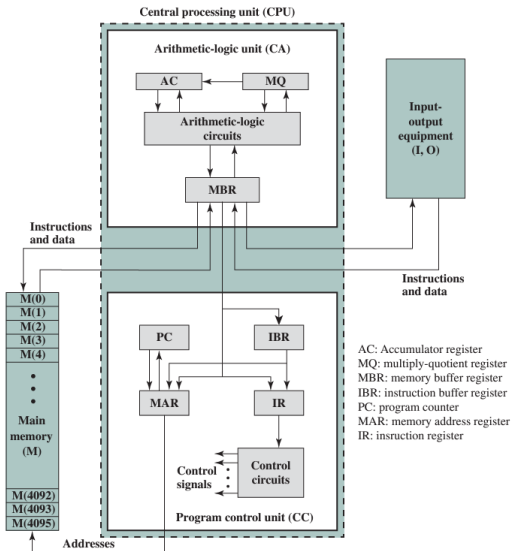 Central processing unit (CPU)
Arithmetic-logic unit (CA)
AC
MQ
Arithmetic-logic
circuits
MBR
Input-
output
equipment
(I, O)
Instructions
and data
Instructions
and data
M(0)
M(1)
M(2)
M(3)
M(4)
Main
memory
(M)
M(4092)
M(4093)
M(4095)
PC
IBR
MAR
IR
Control
signals
Control
circuits
Program control unit (CC)
Addresses
AC: Accumulator register
MQ: multiply-quotient register
MBR: memory buffer register
IBR: instruction buffer register
PC: program counter
MAR: memory address register
IR: insruction register